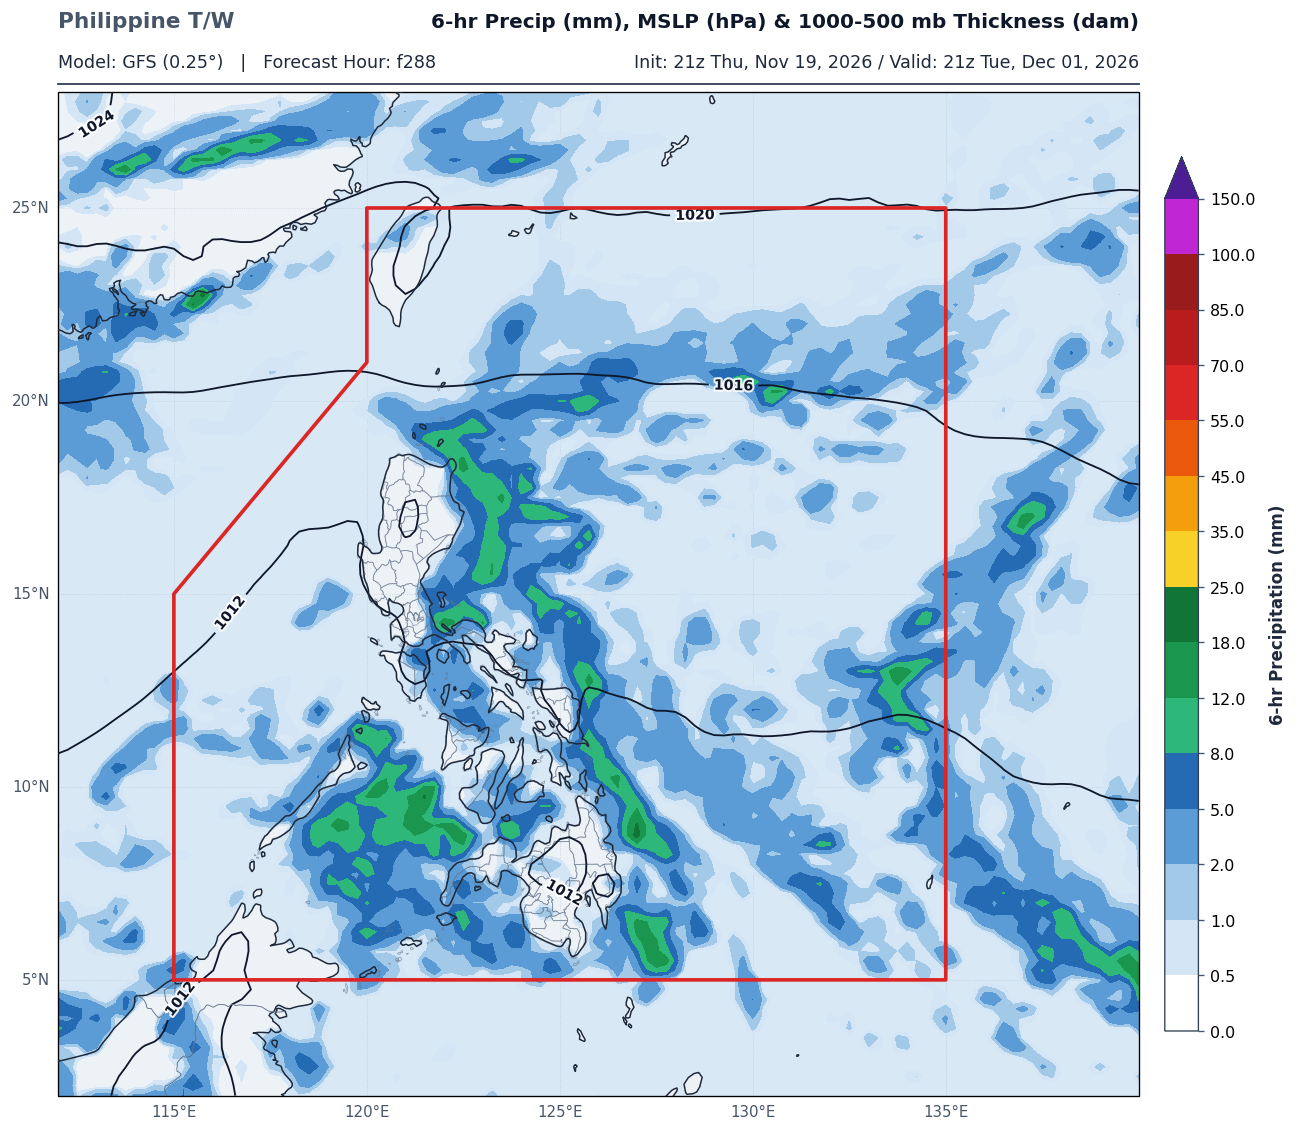 Philippine T/W
6-hr Precip (mm), MSLP (hPa) & 1000-500 mb Thickness (dam)
Model: GFS (0.25°) | Forecast Hour: f288
Init: 21z Thu, Nov 19, 2026 / Valid: 21z Tue, Dec 01, 2026
1024
1020
1016
1012
1012
1012
25°N
20°N
15°N
10°N
5°N
115°E
120°E
125°E
130°E
135°E
150.0
100.0
85.0
70.0
55.0
45.0
35.0
25.0
18.0
12.0
8.0
5.0
2.0
1.0
0.5
0.0
6-hr Precipitation (mm)